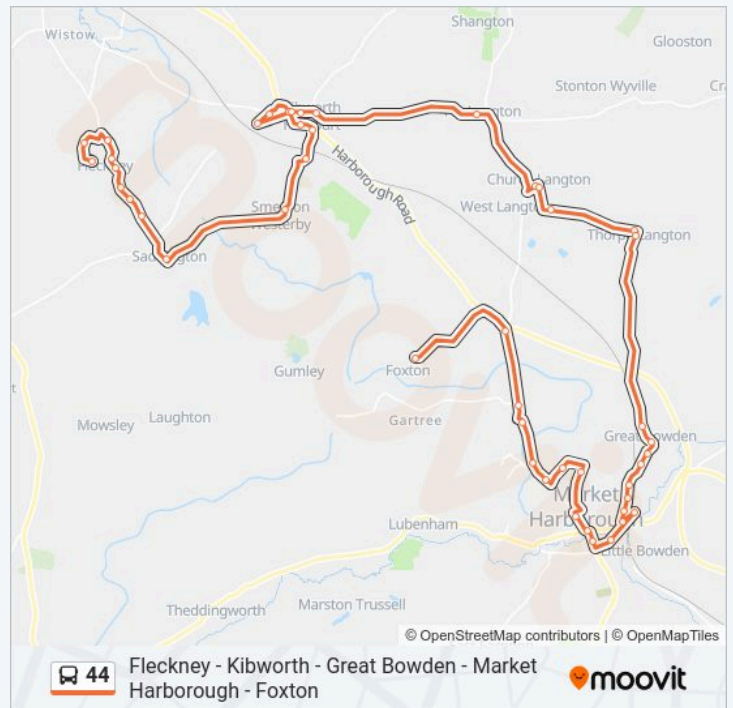 Shangton
Wistow
Glooston
Stonton Wyville
Harborough Road
Church Langton
West Langton
Thorpe Langton
Smeeton
Westerby
Saddington
Fleckney
Gumley
Foxton
Laughton
Mowsley
Gartree
Great Bowden
Market
Harborough
Lubenham
Little Bowden
Theddingworth
Marston Trussell
© OpenStreetMap contributors | © OpenMapTiles
44
Fleckney - Kibworth - Great Bowden - Market
Harborough - Foxton
moovit